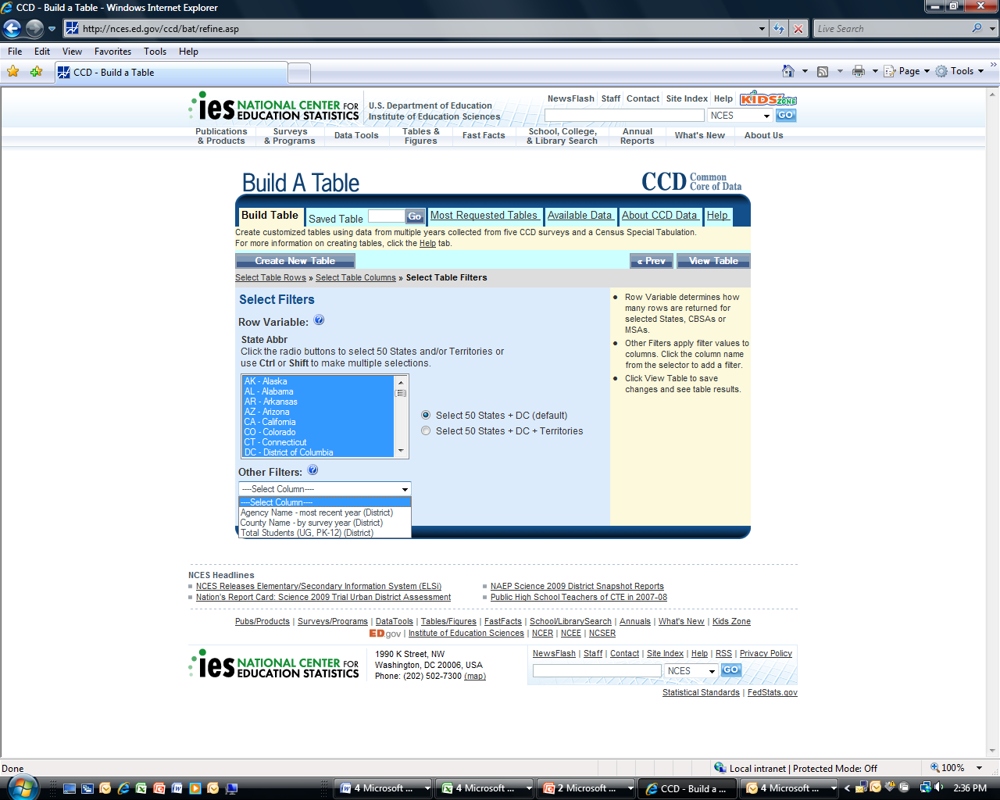 CCD - Build a Table - Windows Internet Explorer
http://nces.ed.gov/ccd/bat/refine.asp
Live Search
File Edit View Favorites Tools Help
CCD - Build a Table
Page Tools
ies NATIONAL CENTER FOR EDUCATION STATISTICS
U.S. Department of Education
Institute of Education Sciences
NewsFlash Staff Contact Site Index Help KIDS ZONE
NCES GO
Publications & Products
Surveys & Programs
Data Tools
Tables & Figures
Fast Facts
School, College, & Library Search
Annual Reports
What's New
About Us
Build A Table
CCD Common Core of Data
Build Table Saved Table Go Most Requested Tables Available Data About CCD Data Help
Create customized tables using data from multiple years collected from five CCD surveys and a Census Special Tabulation.
For more information on creating tables, click the Help tab.
Create New Table « Prev View Table
Select Table Rows » Select Table Columns » Select Table Filters
Select Filters
Row Variable: ?
State Abbr
Click the radio buttons to select 50 States and/or Territories or
use Ctrl or Shift to make multiple selections.
AK - Alaska
AL - Alabama
AR - Arkansas
AZ - Arizona
CA - California
CO - Colorado
CT - Connecticut
DC - District of Columbia
Select 50 States + DC (default)
Select 50 States + DC + Territories
Other Filters: ?
----Select Column----
----Select Column----
Agency Name - most recent year (District)
County Name - by survey year (District)
Total Students (UG, PK-12) (District)
• Row Variable determines how
many rows are returned for
selected States, CBSAs or
MSAs.
• Other Filters apply filter values to
columns. Click the column name
from the selector to add a filter.
• Click View Table to save
changes and see table results.
NCES Headlines
NCES Releases Elementary/Secondary Information System (ELSi)
Nation's Report Card: Science 2009 Trial Urban District Assessment
NAEP Science 2009 District Snapshot Reports
Public High School Teachers of CTE in 2007-08
Pubs/Products | Surveys/Programs | DataTools | Tables/Figures | FastFacts | School/LibrarySearch | Annuals | What's New | Kids Zone
ED.gov | Institute of Education Sciences | NCER | NCEE | NCSER
ies NATIONAL CENTER FOR EDUCATION STATISTICS
1990 K Street, NW
Washington, DC 20006, USA
Phone: (202) 502-7300 (map)
NewsFlash | Staff | Contact | Site Index | Help | RSS | Privacy Policy
NCES GO
Statistical Standards | FedStats.gov
Done
Local intranet | Protected Mode: Off
100%
4 Microsoft ...
4 Microsoft ...
2 Microsoft ...
CCD - Build a ...
4 Microsoft ...
2:36 PM